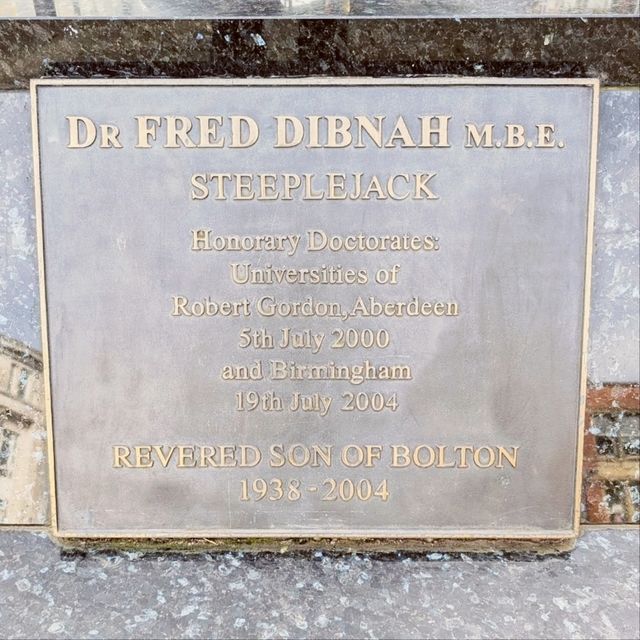 DR FRED DIBNAH M.B.E.
STEEPLEJACK
Honorary Doctorates:
Universities of
Robert Gordon, Aberdeen
5th July 2000
and Birmingham
19th July 2004
REVERED SON OF BOLTON
1938 - 2004